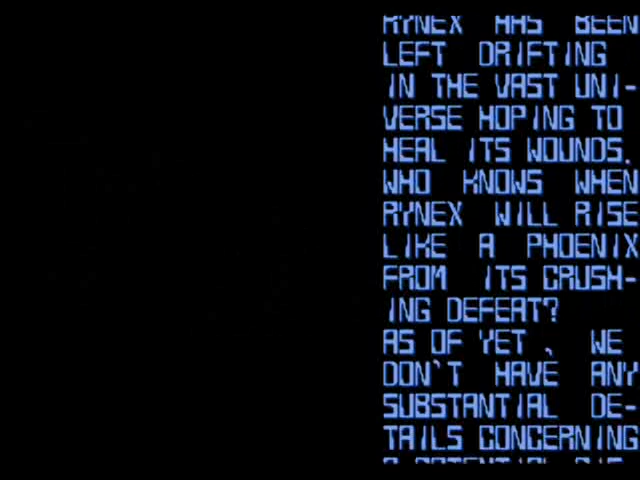 RYNEX HAS BEEN
LEFT DRIFTING
IN THE VAST UNI-
VERSE HOPING TO
HEAL ITS WOUNDS.
WHO KNOWS WHEN
RYNEX WILL RISE
LIKE A PHOENIX
FROM ITS CRUSH-
ING DEFEAT?
AS OF YET , WE
DON`T HAVE ANY
SUBSTANTIAL DE-
TAILS CONCERNING
A POTENTIAL